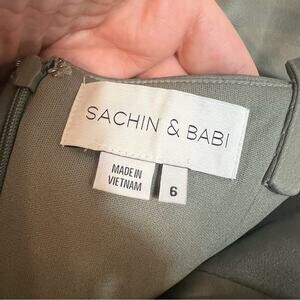 SACHIN & BABI
MADE IN
VIETNAM
6